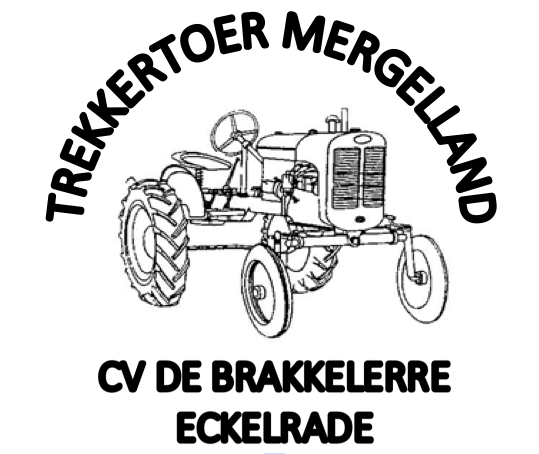 TREKKERTOER MERGELLAND
CV DE BRAKKELERRE
ECKELRADE